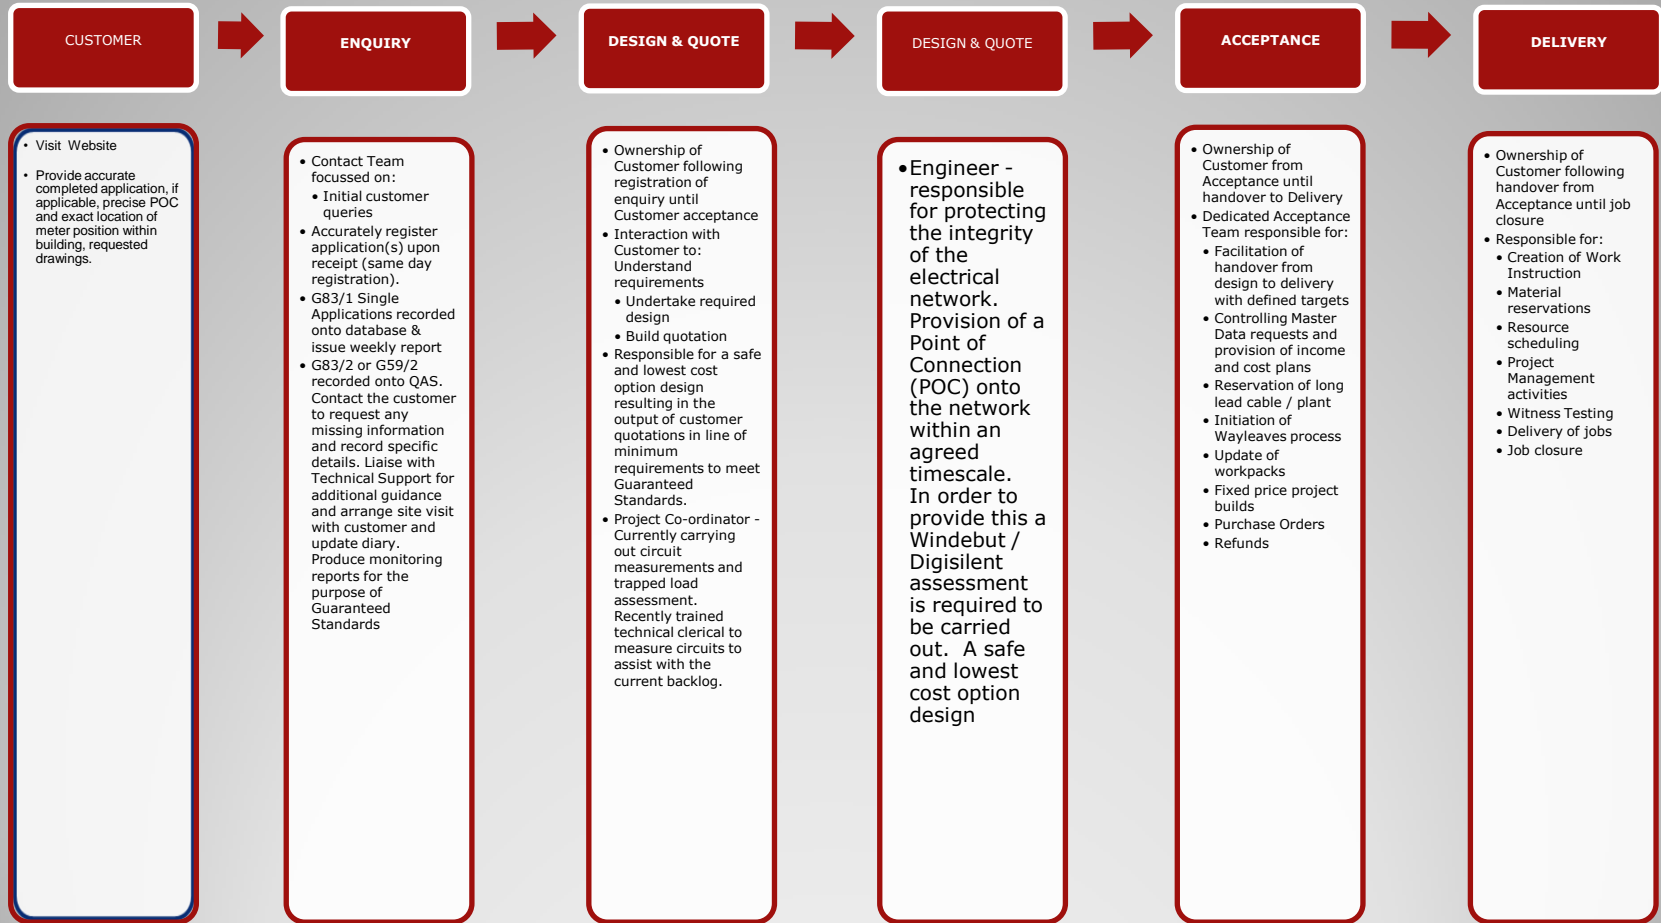 CUSTOMER
ENQUIRY
DESIGN & QUOTE
DESIGN & QUOTE
ACCEPTANCE
DELIVERY
• Visit Website
• Provide accurate
completed application, if
applicable, precise POC
and exact location of
meter position within
building, requested
drawings.
• Contact Team
focussed on:
• Initial customer
queries
• Accurately register
application(s) upon
receipt (same day
registration).
• G83/1 Single
Applications recorded
onto database &
issue weekly report
• G83/2 or G59/2
recorded onto QAS.
Contact the customer
to request any
missing information
and record specific
details. Liaise with
Technical Support for
additional guidance
and arrange site visit
with customer and
update diary.
Produce monitoring
reports for the
purpose of
Guaranteed
Standards
• Ownership of
Customer following
registration of
enquiry until
Customer acceptance
• Interaction with
Customer to:
Understand
requirements
• Undertake required
design
• Build quotation
• Responsible for a safe
and lowest cost
option design
resulting in the
output of customer
quotations in line of
minimum
requirements to meet
Guaranteed
Standards.
• Project Co-ordinator -
Currently carrying
out circuit
measurements and
trapped load
assessment.
Recently trained
technical clerical to
measure circuits to
assist with the
current backlog.
•Engineer -
responsible
for protecting
the integrity
of the
electrical
network.
Provision of a
Point of
Connection
(POC) onto
the network
within an
agreed
timescale.
In order to
provide this a
Windebut /
Digisilent
assessment
is required to
be carried
out. A safe
and lowest
cost option
design
• Ownership of
Customer from
Acceptance until
handover to Delivery
• Dedicated Acceptance
Team responsible for:
• Facilitation of
handover from
design to delivery
with defined targets
• Controlling Master
Data requests and
provision of income
and cost plans
• Reservation of long
lead cable / plant
• Initiation of
Wayleaves process
• Update of
workpacks
• Fixed price project
builds
• Purchase Orders
• Refunds
• Ownership of
Customer following
handover from
Acceptance until job
closure
• Responsible for:
• Creation of Work
Instruction
• Material
reservations
• Resource
scheduling
• Project
Management
activities
• Witness Testing
• Delivery of jobs
• Job closure